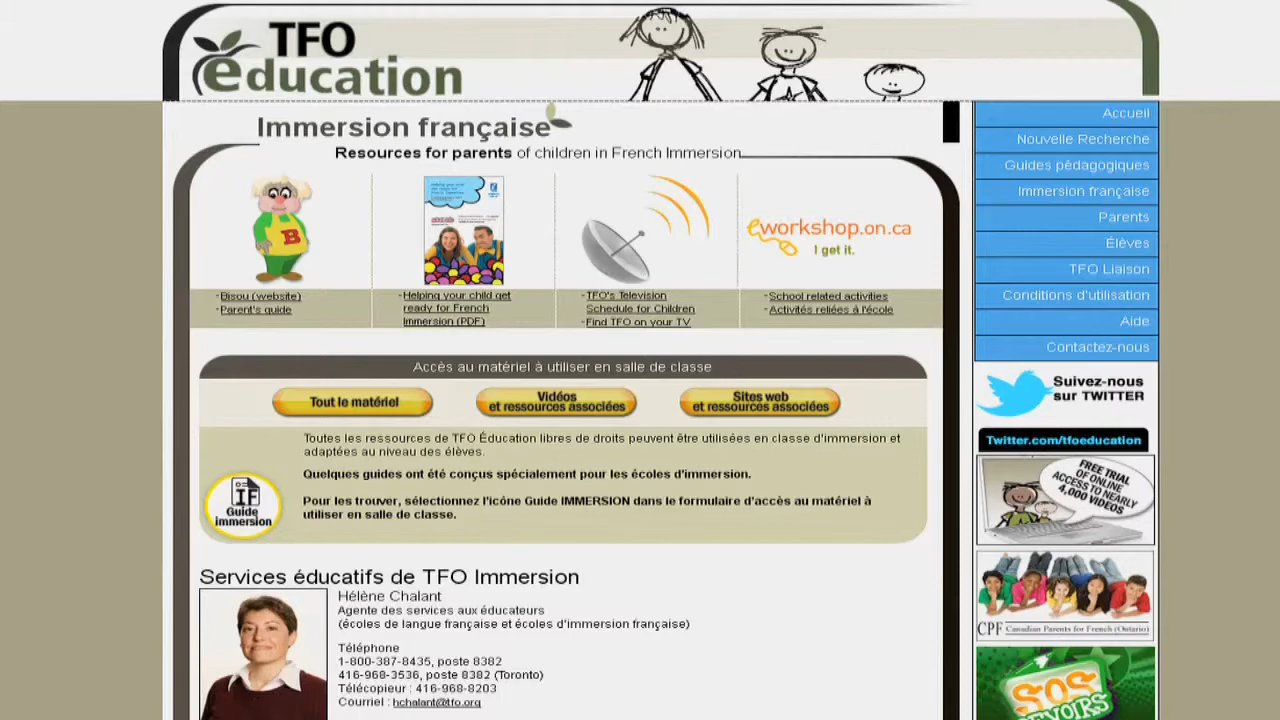 TFO
éducation
Immersion française
Resources for parents of children in French Immersion
B
eworkshop.on.ca
I get it.
-Bisou (website)
-Parent's guide
-Helping your child get
ready for French
Immersion (PDF)
-TFO's Television
Schedule for Children
-Find TFO on your TV
-School related activities
-Activités reliées à l'école
Accès au matériel à utiliser en salle de classe
Tout le matériel
Vidéos
et ressources associées
Sites web
et ressources associées
Toutes les ressources de TFO Éducation libres de droits peuvent être utilisées en classe d'immersion et
adaptées au niveau des élèves.
Quelques guides ont été conçus spécialement pour les écoles d'immersion.
Pour les trouver, sélectionnez l'icône Guide IMMERSION dans le formulaire d'accès au matériel à
utiliser en salle de classe.
IF
Guide
immersion
Services éducatifs de TFO Immersion
Hélène Chalant
Agente des services aux éducateurs
(écoles de langue française et écoles d'immersion française)
Téléphone
1-800-387-8435, poste 8382
416-968-3536, poste 8382 (Toronto)
Télécopieur : 416-968-8203
Courriel : hchalant@tfo.org
Accueil
Nouvelle Recherche
Guides pédagogiques
Immersion française
Parents
Élèves
TFO Liaison
Conditions d'utilisation
Aide
Contactez-nous
Suivez-nous
sur TWITTER
Twitter.com/tfoeducation
FREE TRIAL
OF ONLINE
ACCESS TO NEARLY
4,000 VIDEOS
CPF Canadian Parents for French (Ontario)
SOS
DEVOIRS